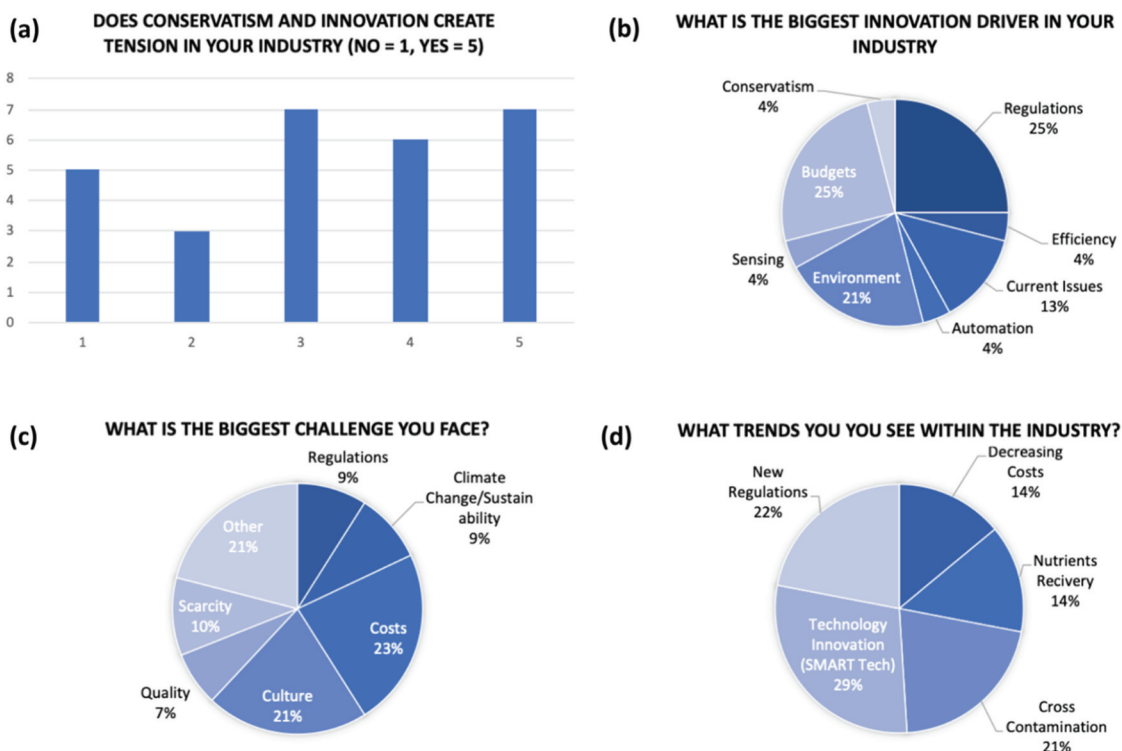 (a)
DOES CONSERVATISM AND INNOVATION CREATE
TENSION IN YOUR INDUSTRY (NO = 1, YES = 5)
8
7
6
5
4
3
2
1
0
1
2
3
4
5
(b)
WHAT IS THE BIGGEST INNOVATION DRIVER IN YOUR
INDUSTRY
Conservatism
4%
Regulations
25%
Budgets
25%
Efficiency
4%
Sensing
4%
Environment
21%
Current Issues
13%
Automation
4%
(c)
WHAT IS THE BIGGEST CHALLENGE YOU FACE?
Regulations
9%
Climate
Change/Sustain
ability
9%
Other
21%
Scarcity
10%
Costs
23%
Quality
7%
Culture
21%
(d)
WHAT TRENDS YOU YOU SEE WITHIN THE INDUSTRY?
Decreasing
Costs
14%
New
Regulations
22%
Nutrients
Recivery
14%
Technology
Innovation
(SMART Tech)
29%
Cross
Contamination
21%